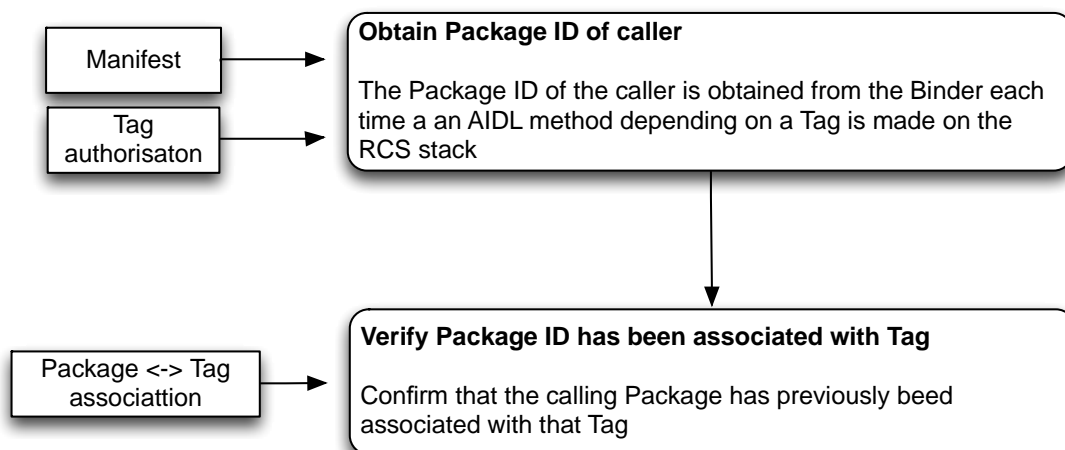 Manifest
Tag
authorisaton
Obtain Package ID of caller
The Package ID of the caller is obtained from the Binder each
time a an AIDL method depending on a Tag is made on the
RCS stack
Package <-> Tag
associattion
Verify Package ID has been associated with Tag
Confirm that the calling Package has previously beed
associated with that Tag